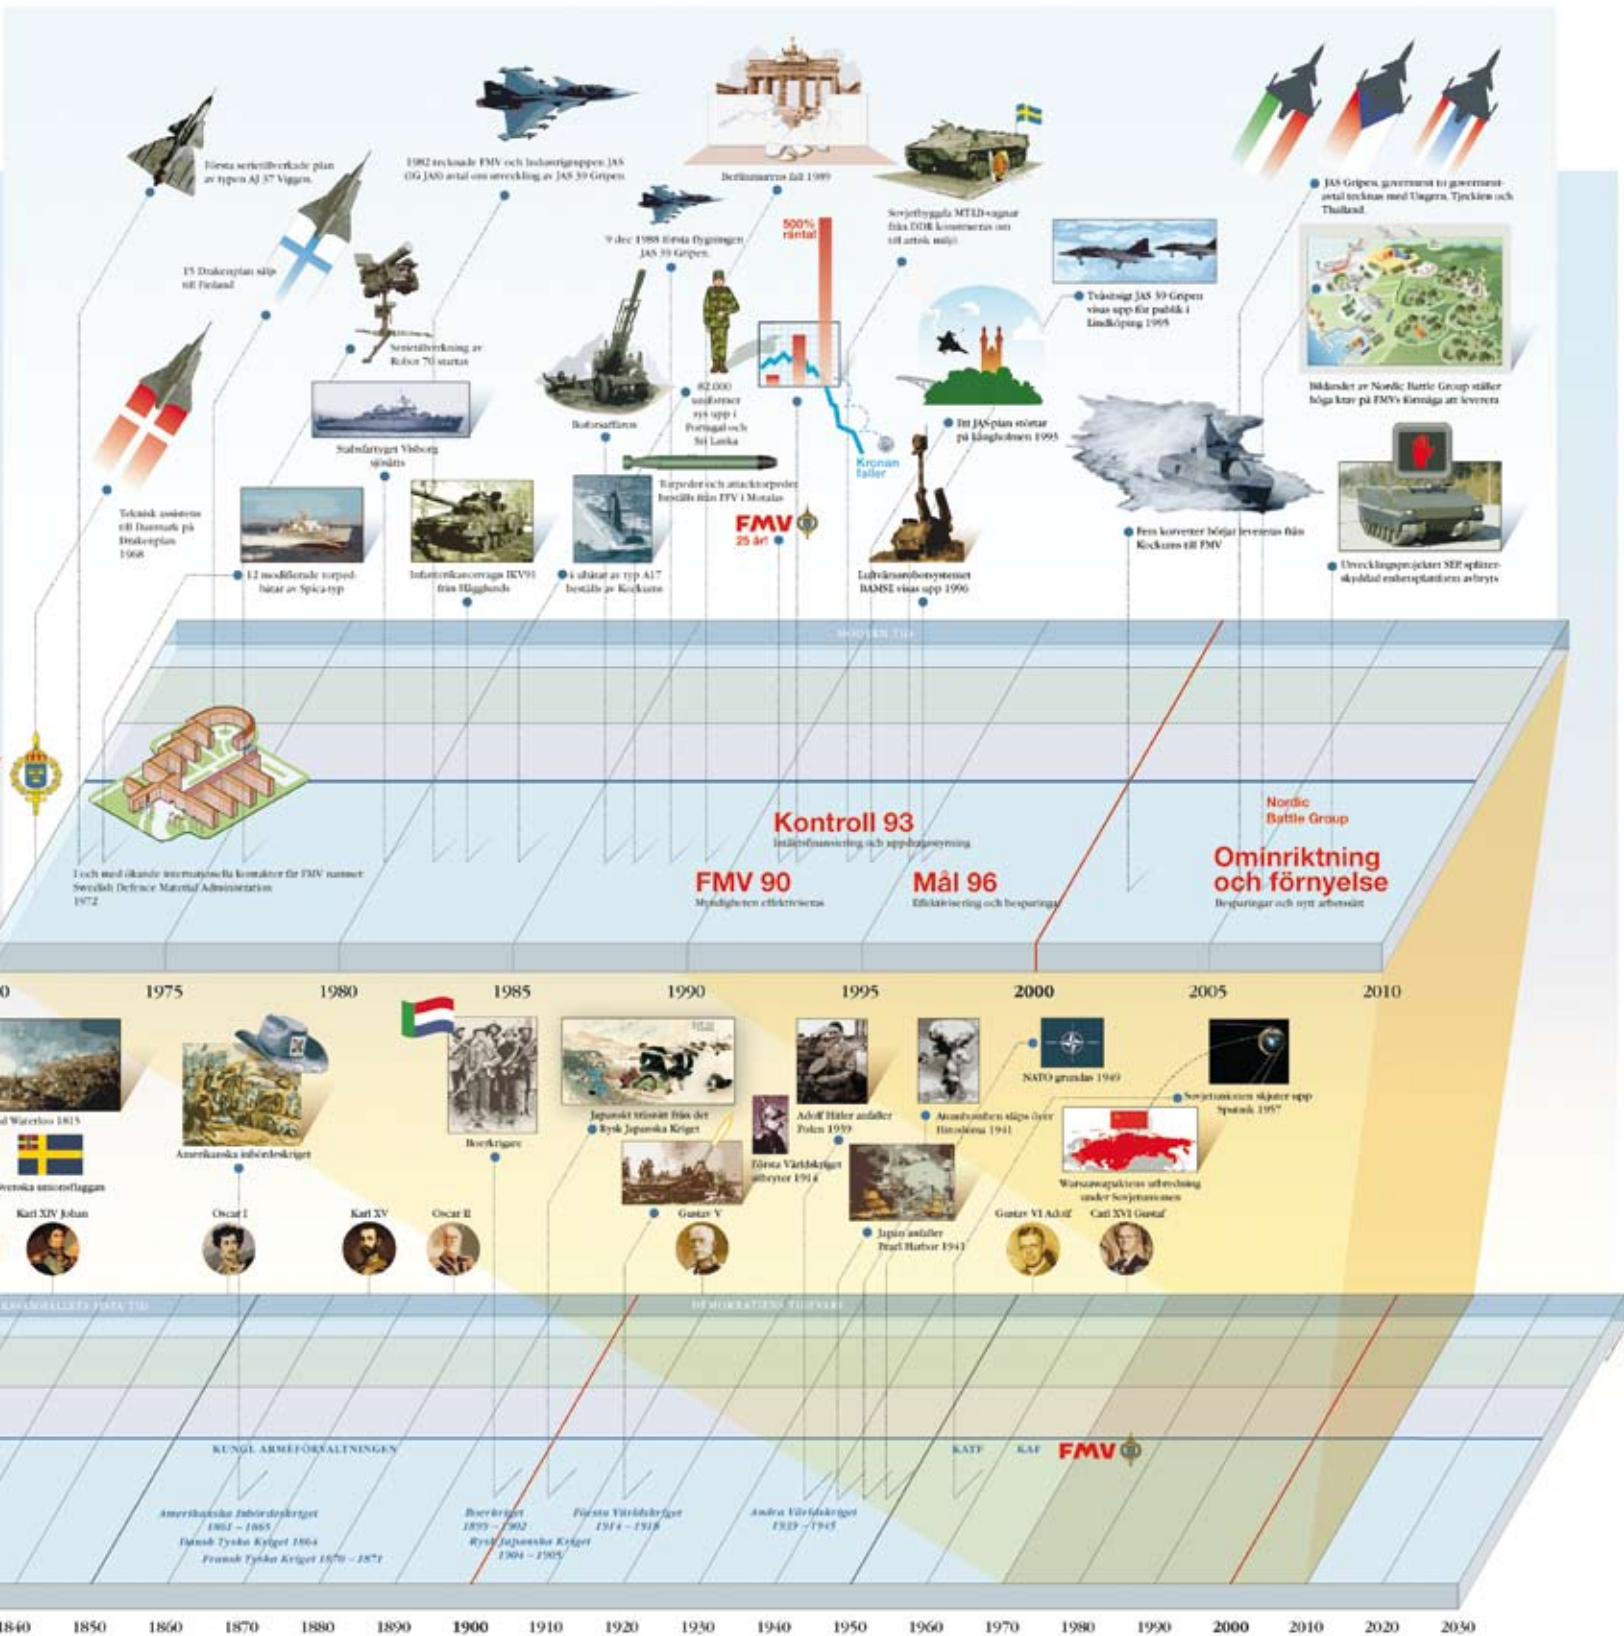 Första serietillverkade plan
av typen AJ 37 Viggen.
1982 tecknade FMV och Industrigruppen JAS
(IG JAS) avtal om utveckling av JAS 39 Gripen
Berlinmurens fall 1989
JAS Gripen, government to government-
avtal tecknas med Ungern, Tjeckien och
Thailand.
Sovjetbyggda MTLB-vagnar
från DDR konstrueras om
till
9 dec 1988 första flygningen
JAS 39 Gripen.
500%
ränta!
15 Drakenplan säljs
till Finland
Tvåsitsigt JAS 39 Gripen
visas upp för publik i
Linköping 1995
Serietillverkning av
Robot 70 startas
82.000
uniformer
sys upp i
Portugal och
Sri Lanka
Bildandet av Nordic Battle Group ställer
höga krav på FMVs förmåga att leverera
Stabsfartyget Visborg
sjösätts
Boforsaffären
Ett JAS-plan störtar
på Långholmen 1993
Kronan
faller
Torpeder och attacktorpeder
beställs från FFV i Motala
Teknisk assistens
till Danmark på
Drakenplan
1968
FMV
25 år!
Fem korvetter börjar levereras från
Kockums till FMV
12 modifierade torped-
båtar av Spica-typ
Infanterikanonvagn IKV91
från Hägglunds
4 ubåtar av typ A17
beställs av Kockums
Luftvärnsrobotsystemet
BAMSE visas upp 1996
Utvecklingsprojektet SEP, splitter-
skyddad enhetsplattform avbryts
MODERN TID
Nordic
Battle Group
Kontroll 93
Intäktsfinansiering och uppdragsstyrning
Ominriktning
och förnyelse
Besparingar och nytt arbetssätt
FMV 90
Myndigheten effektiviseras
Mål 96
Effektivisering och besparingar
I och med ökande internationella kontakter får FMV namnet
Swedish Defence Material Administration
1972
0 1975 1980 1985 1990 1995 2000 2005 2010
NATO grundas 1949
Sovjetunionen skjuter upp
Sputnik 1957
d Waterloo 1815
Japanskt träsnitt från det
Rysk Japanska Kriget
Adolf Hitler anfaller
Polen 1939
Atombomben släpps över
Hiroshima 1941
Amerikanska inbördeskriget
Boerkrigare
Första Världskriget
utbryter 1914
Warszawapaktens utbredning
under Sovjetunionen
venska unionsflaggan
Karl XIV Johan
Oscar I
Karl XV
Oscar II
Gustav V
Japan anfaller
Pearl Harbor 1941
Gustav VI Adolf
Carl XVI Gustaf
DEMOKRATIENS TIDEVARV
KUNGL ARMÉFÖRVALTNINGEN
KATF
KAF
FMV
Amerikanska Inbördeskriget
1861 – 1865
Dansk Tyska Kriget 1864
Fransk Tyska Kriget 1870 – 1871
Boerkriget
1899 – 1902
Rysk Japanska Kriget
1904 – 1905
Första Världskriget
1914 – 1918
Andra Världskriget
1939 – 1945
1840 1850 1860 1870 1880 1890 1900 1910 1920 1930 1940 1950 1960 1970 1980 1990 2000 2010 2020 2030